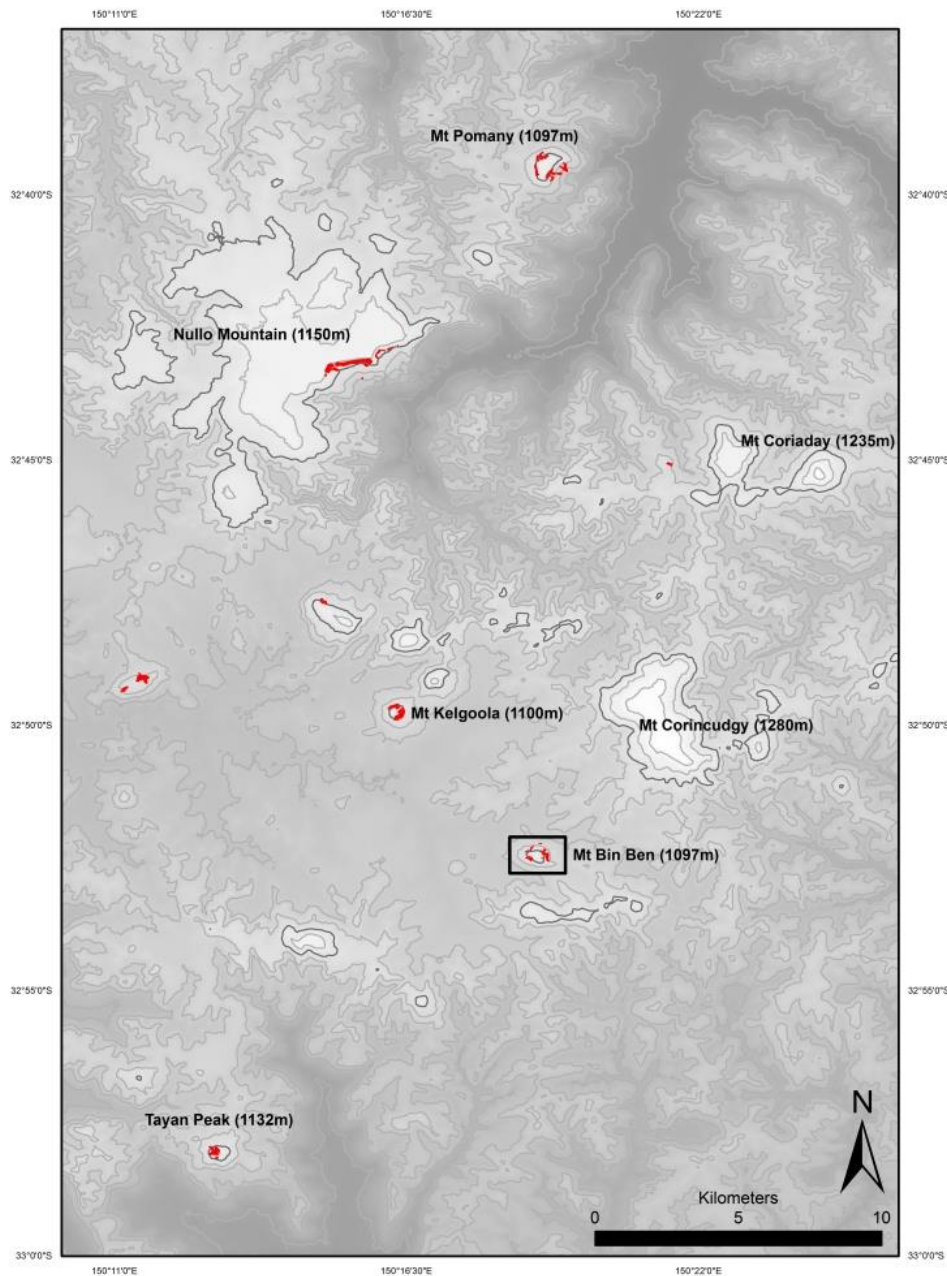 150°11'0"E
150°16'30"E
150°22'0"E
Mt Pomany (1097m)
32°40'0"S
32°40'0"S
Nullo Mountain (1150m)
Mt Coriaday (1235m)
32°45'0"S
32°45'0"S
Mt Kelgoola (1100m)
32°50'0"S
Mt Corincudgy (1280m)
32°50'0"S
Mt Bin Ben (1097m)
32°55'0"S
32°55'0"S
N
Tayan Peak (1132m)
Kilometers
0 5 10
33°0'0"S
33°0'0"S
150°11'0"E
150°16'30"E
150°22'0"E